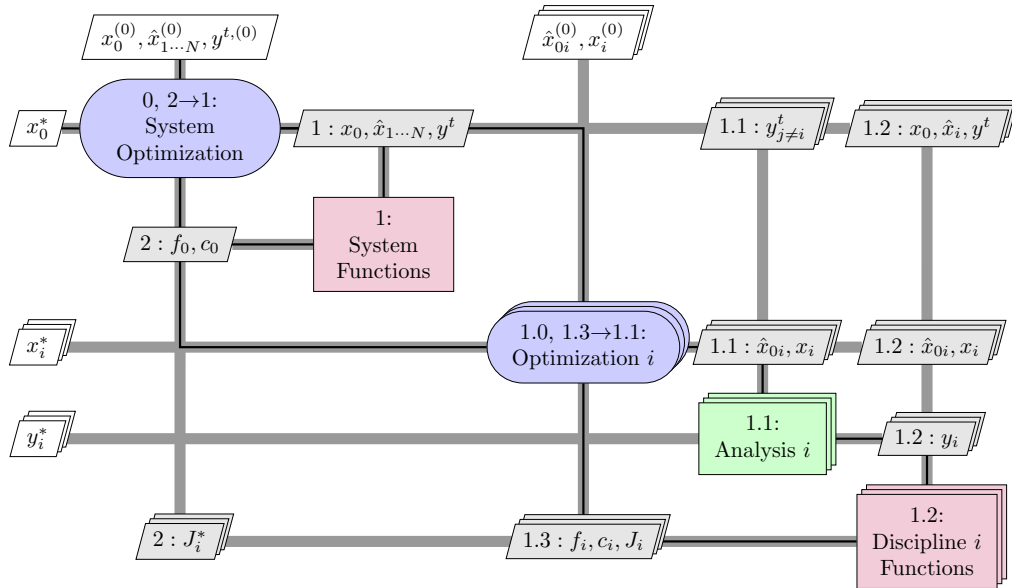 x_0^{(0)}, \hat{x}_{1\cdots N}^{(0)}, y^{t,(0)}
\hat{x}_{0i}^{(0)}, x_i^{(0)}
x_0^*
0, 2→1:
System
Optimization
1 : x_0, \hat{x}_{1\cdots N}, y^t
1.1 : y_{j≠i}^t
1.2 : x_0, \hat{x}_i, y^t
2 : f_0, c_0
1:
System
Functions
x_i^*
1.0, 1.3→1.1:
Optimization i
1.1 : \hat{x}_{0i}, x_i
1.2 : \hat{x}_{0i}, x_i
y_i^*
1.1:
Analysis i
1.2 : y_i
2 : J_i^*
1.3 : f_i, c_i, J_i
1.2:
Discipline i
Functions